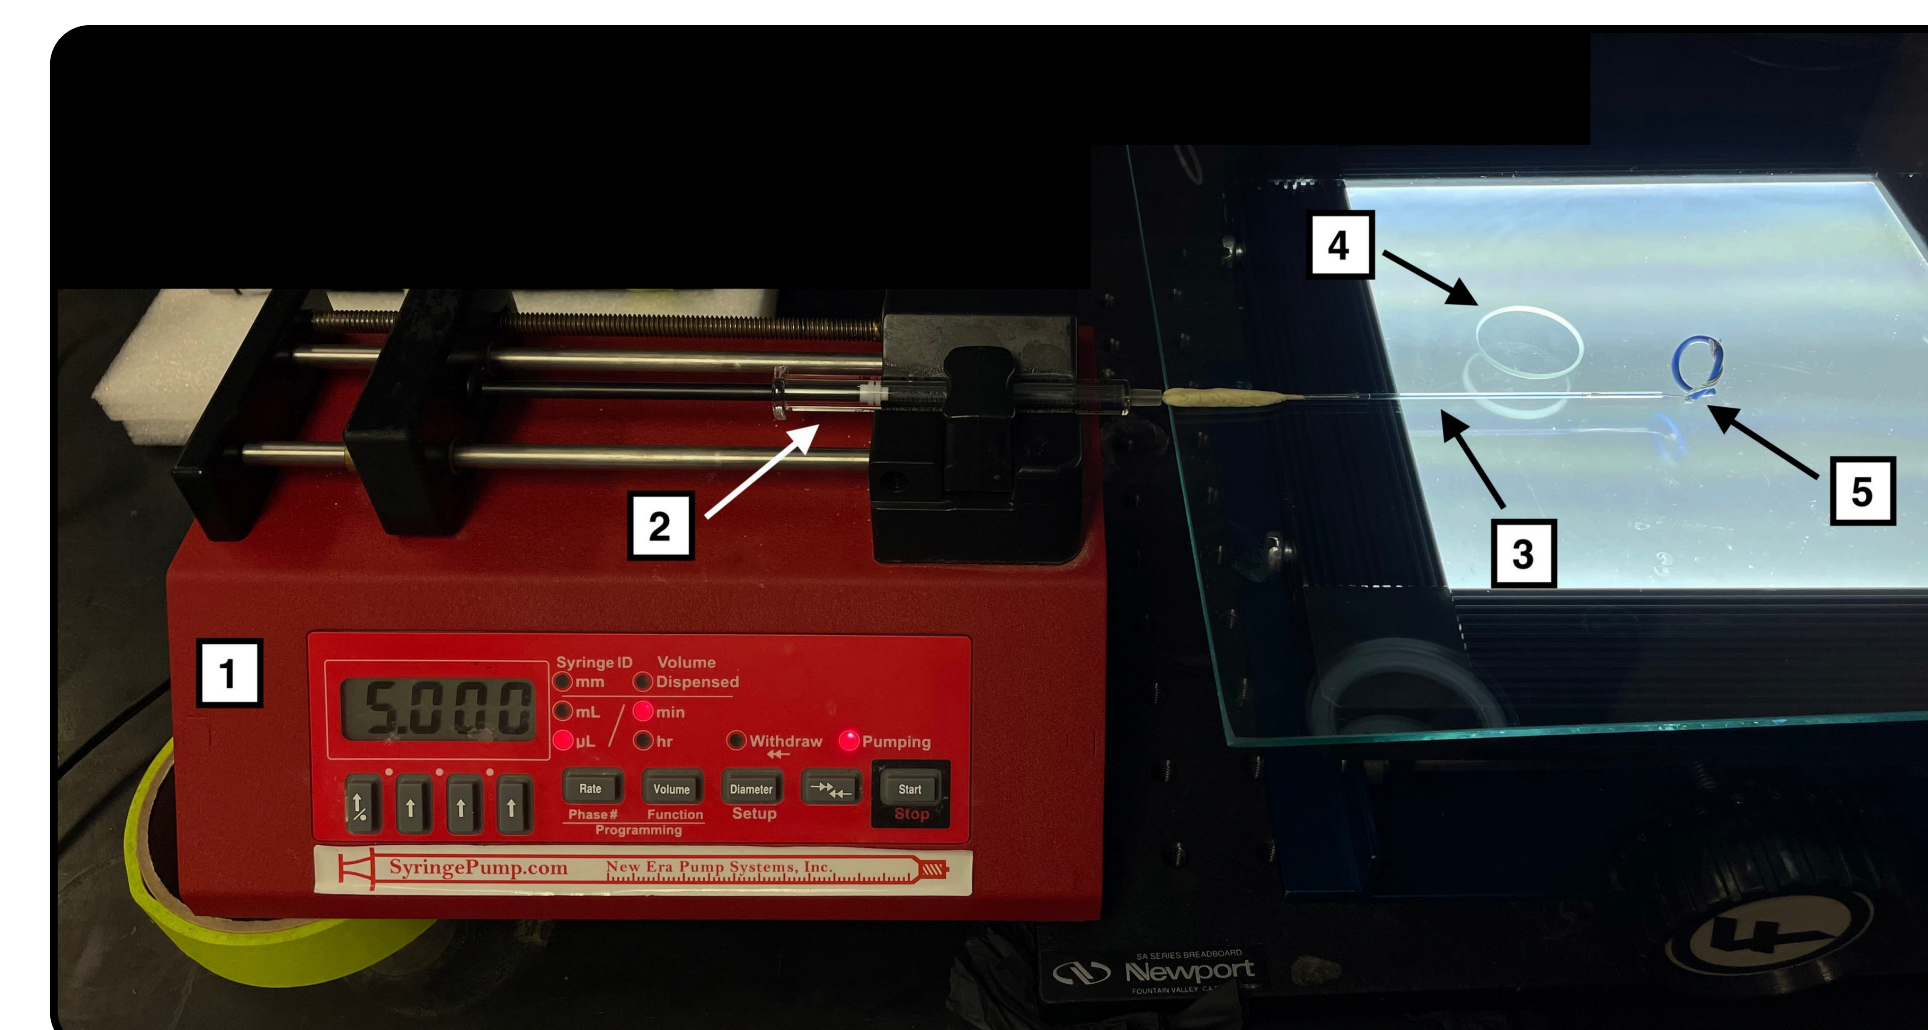 4
5
3
2
1
Syringe ID Volume
mm Dispensed
5.000
mL / min
µL hr Withdraw Pumping
Rate Volume Diameter Start
Phase # Function Setup Stop
Programming
SyringePump.com New Era Pump Systems, Inc.
SA SERIES BREADBOARD
Newport